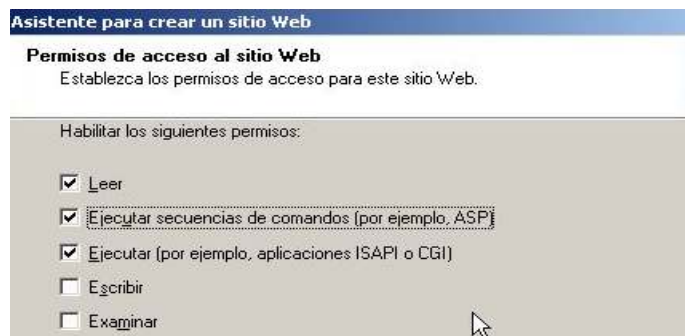 Asistente para crear un sitio Web
Permisos de acceso al sitio Web
Establezca los permisos de acceso para este sitio Web.
Habilitar los siguientes permisos:
Leer
Ejecutar secuencias de comandos (por ejemplo, ASP)
Ejecutar (por ejemplo, aplicaciones ISAPI o CGI)
Escribir
Examinar